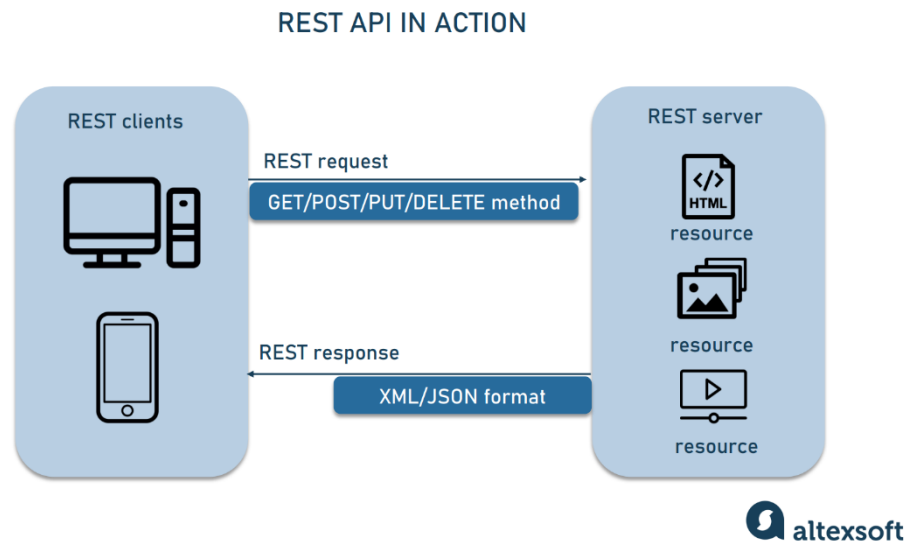 REST API IN ACTION
REST clients
REST request
GET/POST/PUT/DELETE method
REST response
XML/JSON format
REST server
</>
HTML
resource
resource
resource
altexsoft